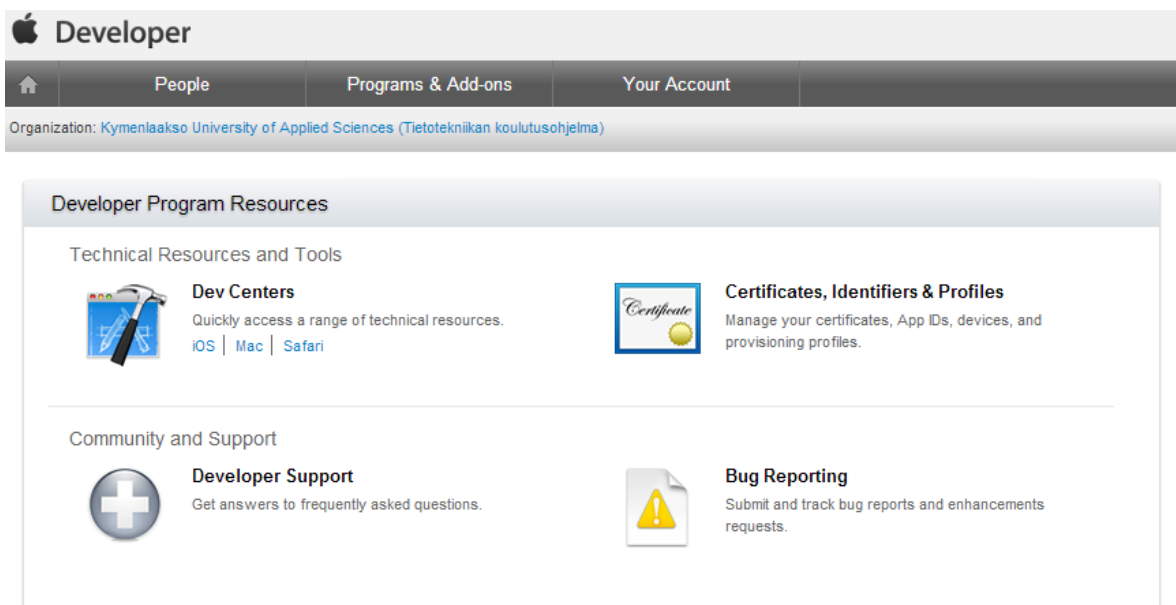 Developer
People Programs & Add-ons Your Account
Organization: Kymenlaakso University of Applied Sciences (Tietotekniikan koulutusohjelma)
Developer Program Resources
Technical Resources and Tools
Dev Centers
Quickly access a range of technical resources.
iOS | Mac | Safari
Certificate
Certificates, Identifiers & Profiles
Manage your certificates, App IDs, devices, and
provisioning profiles.
Community and Support
Developer Support
Get answers to frequently asked questions.
Bug Reporting
Submit and track bug reports and enhancements
requests.